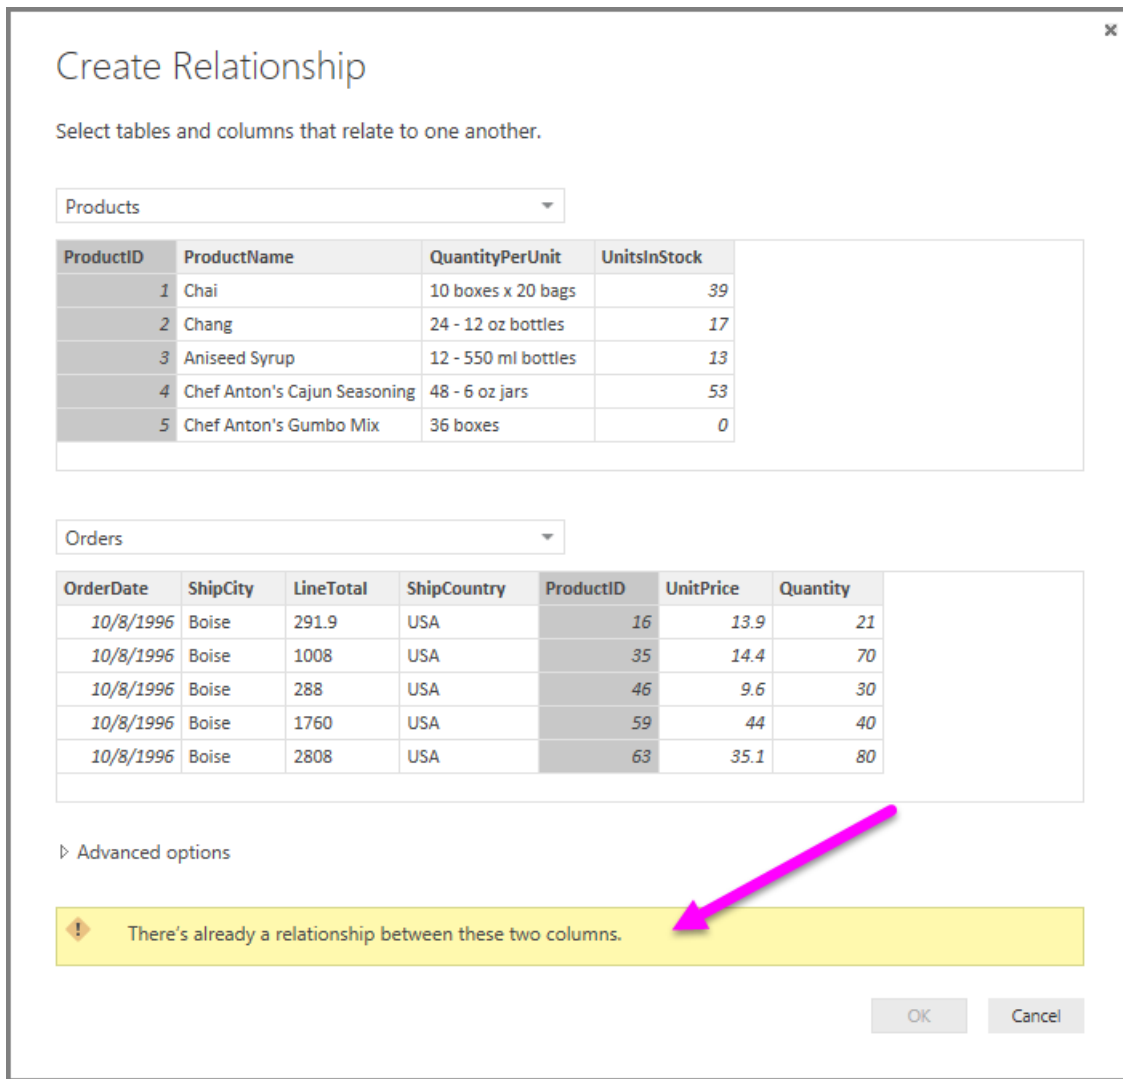 Create Relationship
Select tables and columns that relate to one another.
Products
ProductID ProductName QuantityPerUnit UnitsInStock
1 Chai 10 boxes x 20 bags 39
2 Chang 24 - 12 oz bottles 17
3 Aniseed Syrup 12 - 550 ml bottles 13
4 Chef Anton's Cajun Seasoning 48 - 6 oz jars 53
5 Chef Anton's Gumbo Mix 36 boxes 0
Orders
OrderDate ShipCity LineTotal ShipCountry ProductID UnitPrice Quantity
10/8/1996 Boise 291.9 USA 16 13.9 21
10/8/1996 Boise 1008 USA 35 14.4 70
10/8/1996 Boise 288 USA 46 9.6 30
10/8/1996 Boise 1760 USA 59 44 40
10/8/1996 Boise 2808 USA 63 35.1 80
Advanced options
There's already a relationship between these two columns.
OK Cancel